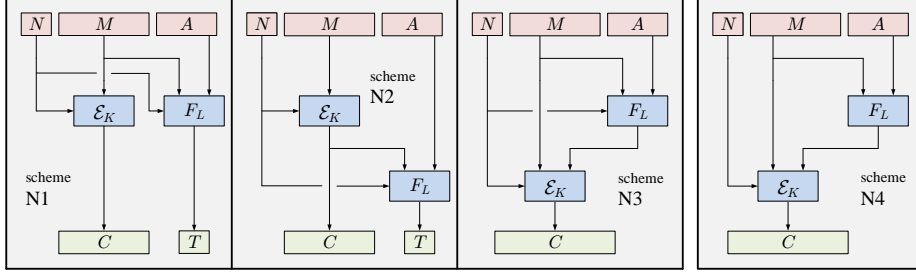 N M A N M A N M A N M A
scheme
N2
ℰ_K F_L ℰ_K F_L F_L
scheme
N1
F_L ℰ_K scheme
N3
ℰ_K scheme
N4
C T C T C C